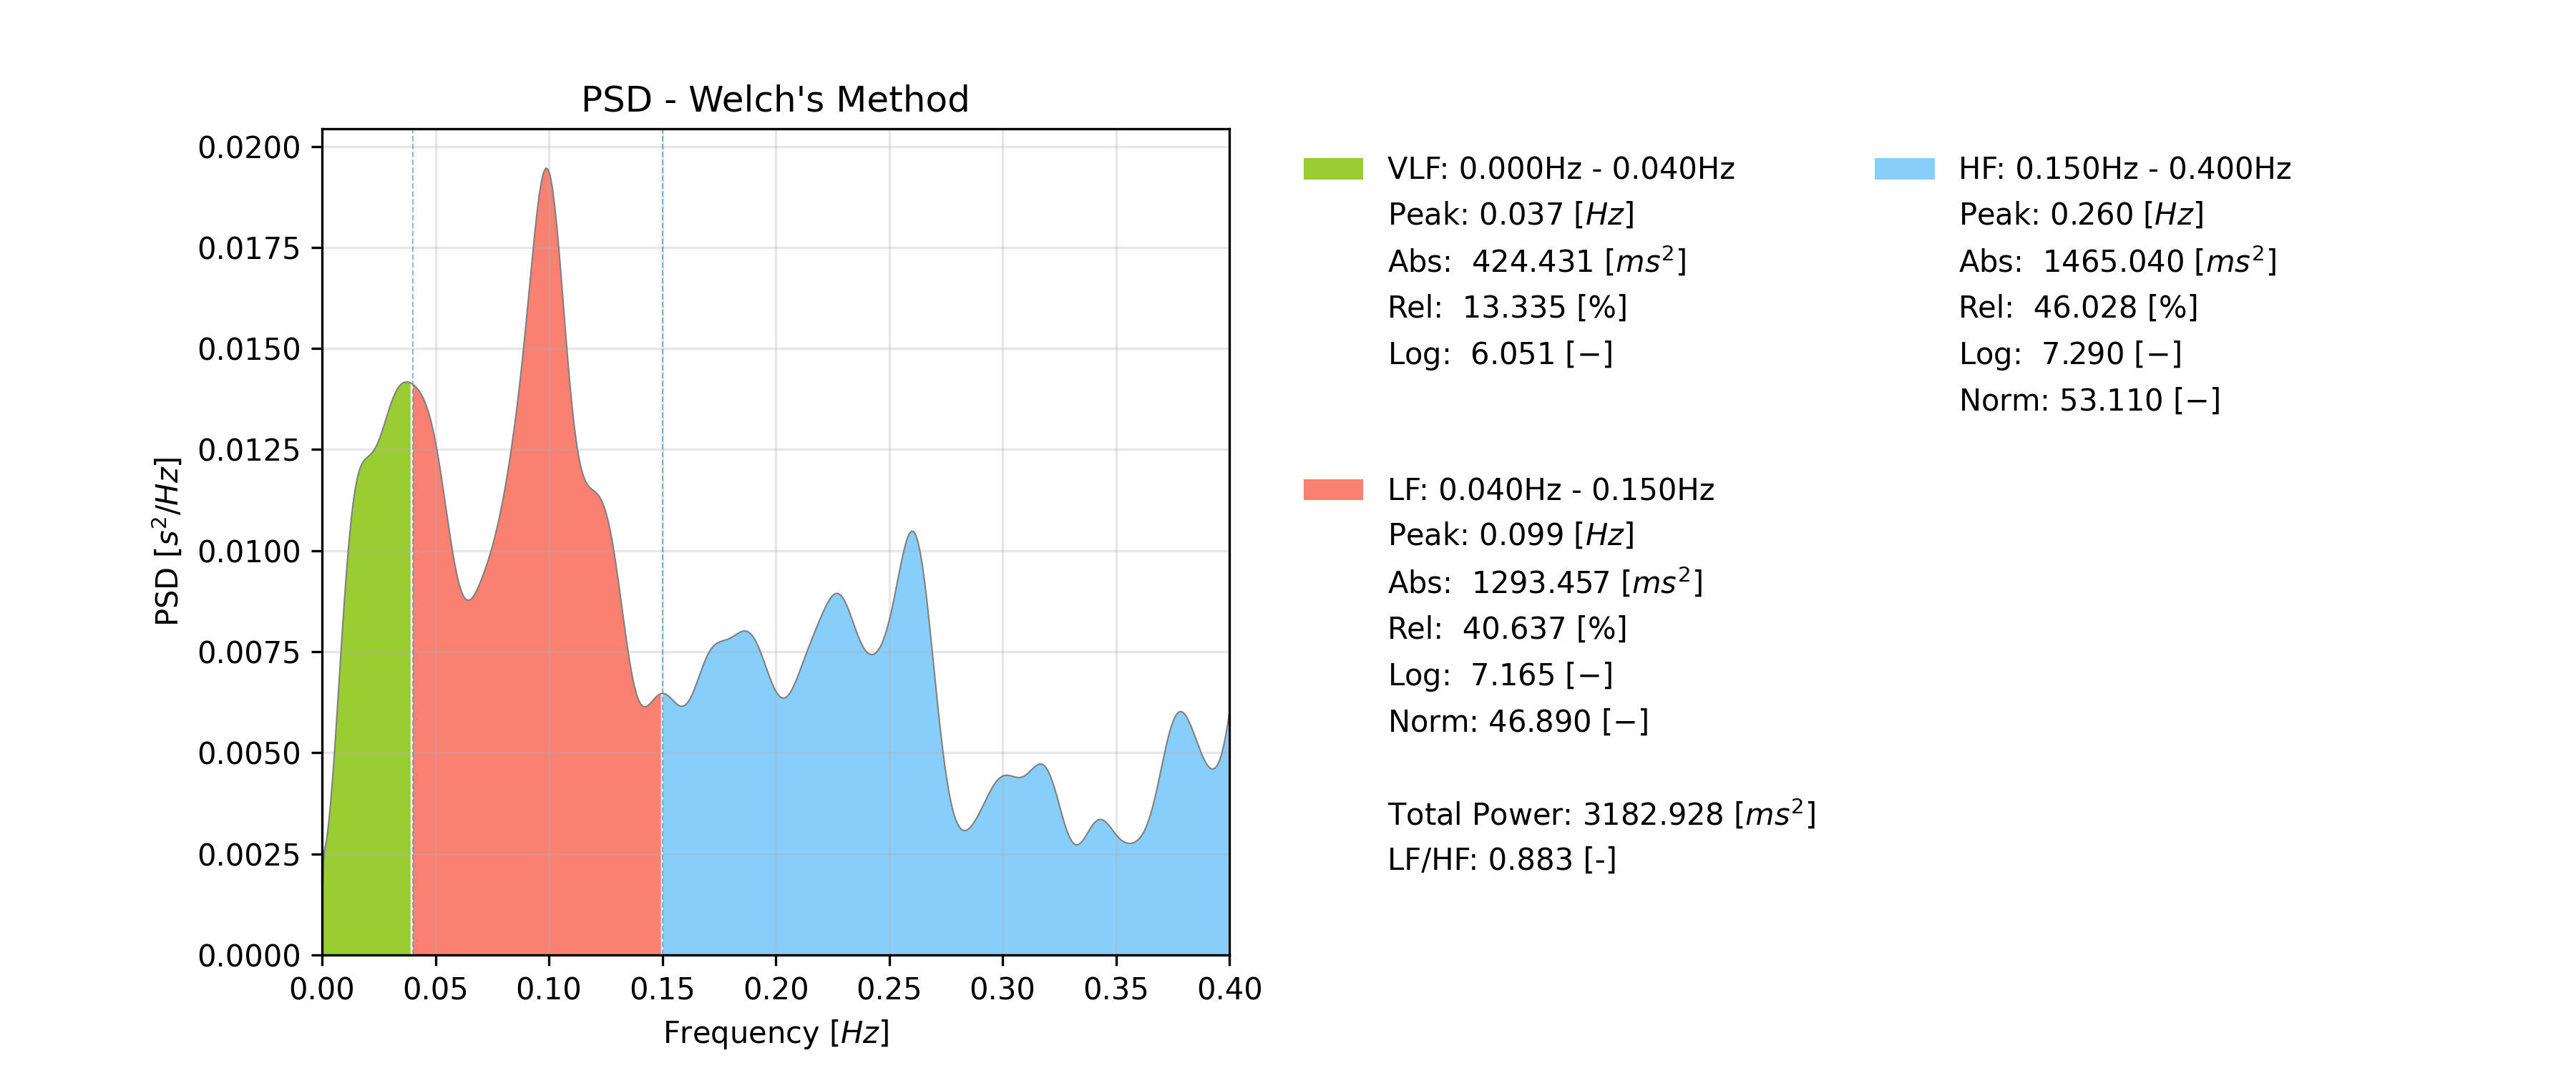 PSD - Welch's Method
0.0200
0.0175
0.0150
0.0125
0.0100
0.0075
0.0050
0.0025
0.0000
PSD [s²/Hz]
0.00 0.05 0.10 0.15 0.20 0.25 0.30 0.35 0.40
Frequency [Hz]
VLF: 0.000Hz - 0.040Hz
Peak: 0.037 [Hz]
Abs: 424.431 [ms²]
Rel: 13.335 [%]
Log: 6.051 [−]
LF: 0.040Hz - 0.150Hz
Peak: 0.099 [Hz]
Abs: 1293.457 [ms²]
Rel: 40.637 [%]
Log: 7.165 [−]
Norm: 46.890 [−]
Total Power: 3182.928 [ms²]
LF/HF: 0.883 [-]
HF: 0.150Hz - 0.400Hz
Peak: 0.260 [Hz]
Abs: 1465.040 [ms²]
Rel: 46.028 [%]
Log: 7.290 [−]
Norm: 53.110 [−]